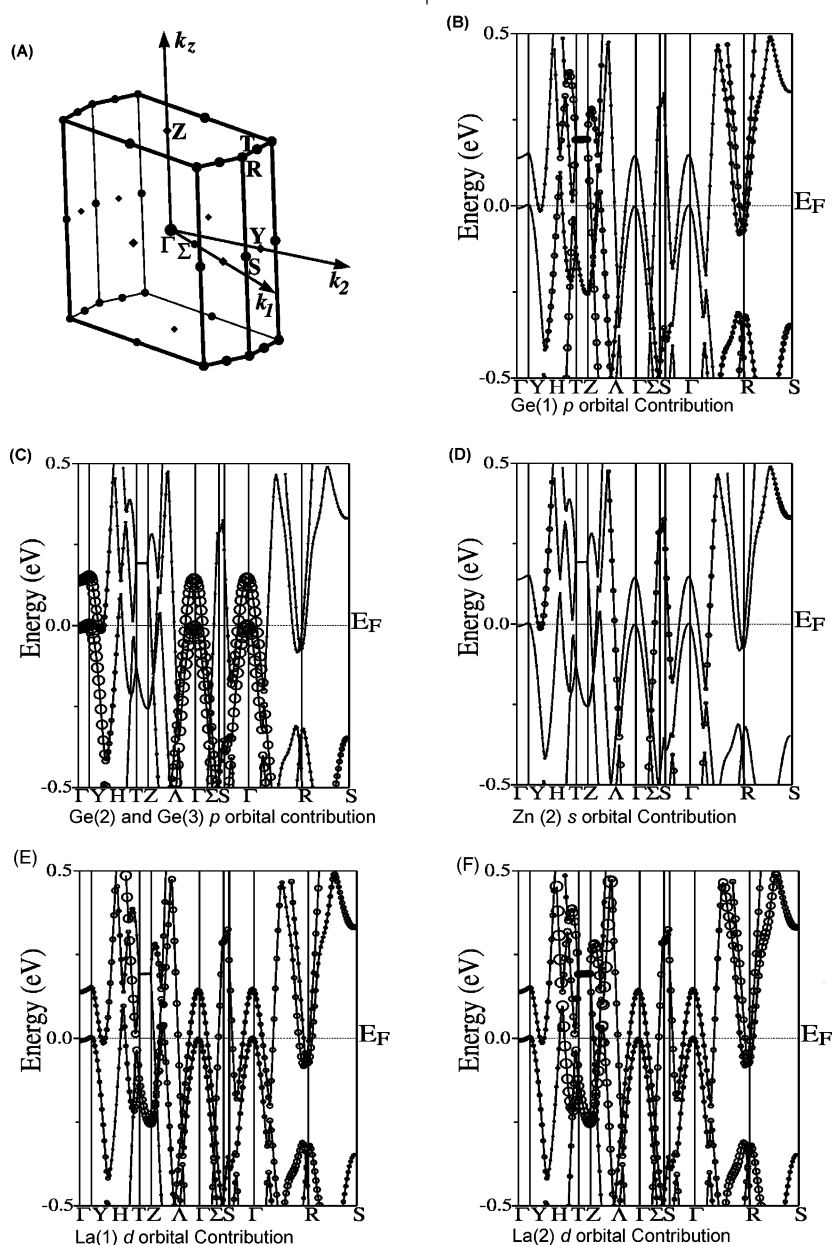 (A)
k_z
Z
T
R
Γ Σ Y
S
k_1
k_2
(B)
0.5
Energy (eV)
0.0
E_F
-0.5
Γ Y H T Z Λ Γ Σ S Γ R S
Ge(1) p orbital Contribution
(C)
0.5
Energy (eV)
0.0
E_F
-0.5
Γ Y H T Z Λ Γ Σ S Γ R S
Ge(2) and Ge(3) p orbital contribution
(D)
0.5
Energy (eV)
0.0
E_F
-0.5
Γ Y H T Z Λ Γ Σ S Γ R S
Zn (2) s orbital Contribution
(E)
0.5
Energy (eV)
0.0
E_F
-0.5
Γ Y H T Z Λ Γ Σ S Γ R S
La(1) d orbital Contribution
(F)
0.5
Energy (eV)
0.0
E_F
-0.5
Γ Y H T Z Λ Γ Σ S Γ R S
La(2) d orbital Contribution